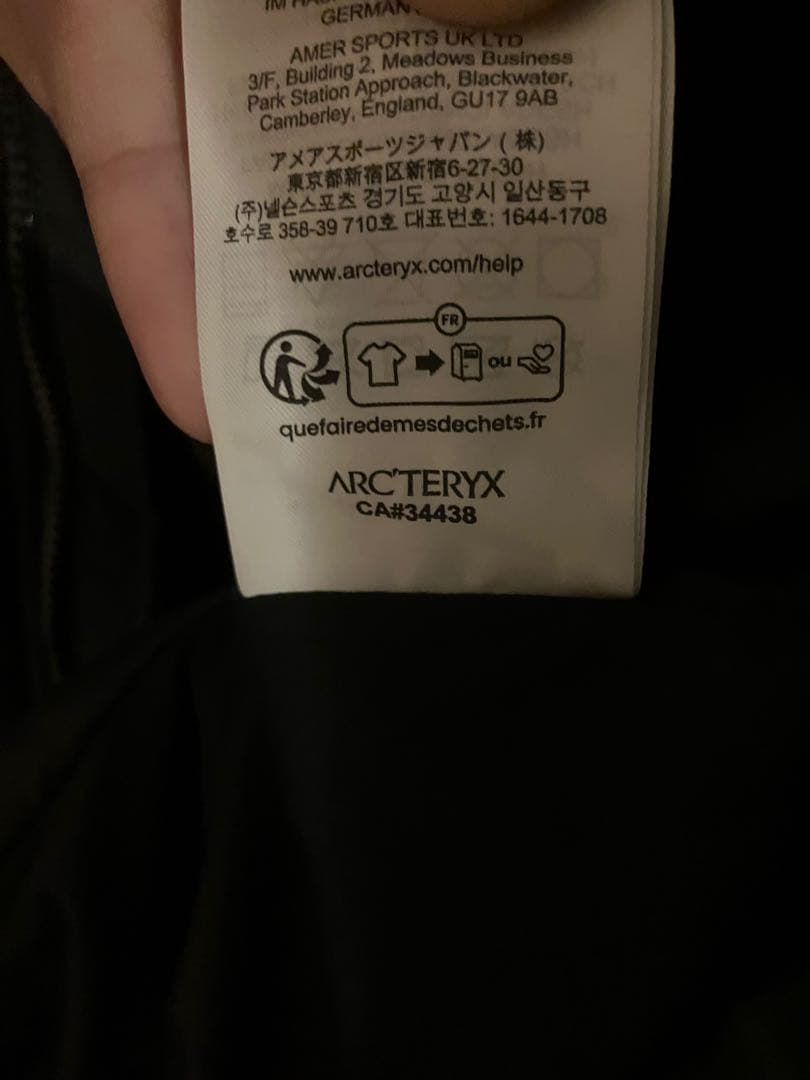 GERMANY
AMER SPORTS UK LTD
3/F, Building 2, Meadows Business
Park Station Approach, Blackwater,
Camberley, England, GU17 9AB
アメアスポーツジャパン (株)
東京都新宿区新宿6-27-30
(주)넬슨스포츠 경기도 고양시 일산동구
호수로 358-39 710호 대표번호: 1644-1708
www.arcteryx.com/help
FR
ou
quefairedemesdechets.fr
ARC'TERYX
CA#34438